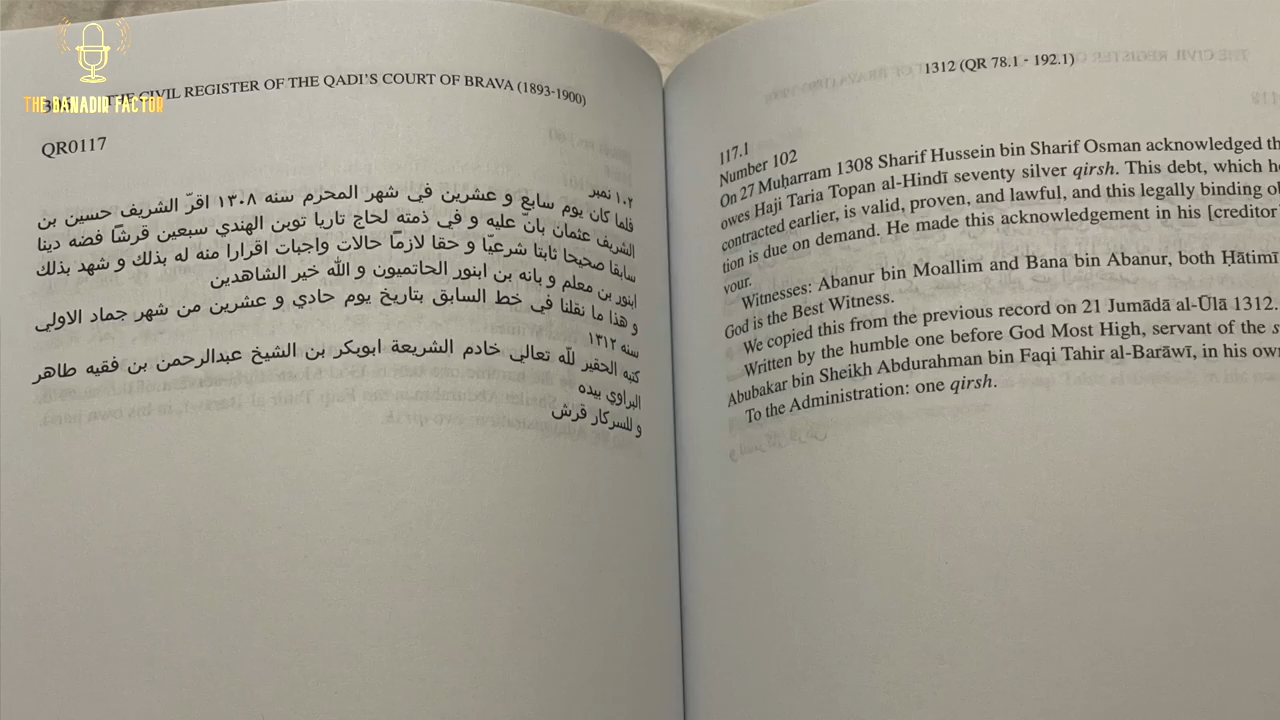 THE BANADIR FACTOR
THE CIVIL REGISTER OF THE QADI'S COURT OF BRAVA (1893-1900)
QR0117
١٠٢ نمبر
فلما كان يوم سابع و عشرين في شهر المحرم سنه ١٣٠٨ اقرّ الشريف حسين بن
الشريف عثمان بانّ عليه و في ذمته لحاج تاريا توبن الهندي سبعين قرشًا فضه دينا
سابقا صحيحا ثابتا شرعيّا و حقا لازمًا حالات واجبات اقرارا منه له بذلك و شهد بذلك
ابنور بن معلم و بانه بن ابنور الحاتميون و الله خير الشاهدين
و هذا ما نقلنا في خط السابق بتاريخ يوم حادي و عشرين من شهر جماد الاولي
سنه ١٣١٢
كتبه الحقير لله تعالى خادم الشريعة ابوبكر بن الشيخ عبدالرحمن بن فقيه طاهر
البراوي بيده
و للسركار قرش
1312 (QR 78.1 - 192.1)
117.1
Number 102
On 27 Muḥarram 1308 Sharif Hussein bin Sharif Osman acknowledged th
owes Haji Taria Topan al-Hindī seventy silver qirsh. This debt, which he
contracted earlier, is valid, proven, and lawful, and this legally binding ob
tion is due on demand. He made this acknowledgement in his [creditor'
vour.
Witnesses: Abanur bin Moallim and Bana bin Abanur, both Ḥātimī
God is the Best Witness.
We copied this from the previous record on 21 Jumādā al-Ūlā 1312.
Written by the humble one before God Most High, servant of the s
Abubakar bin Sheikh Abdurahman bin Faqi Tahir al-Barāwī, in his own
To the Administration: one qirsh.